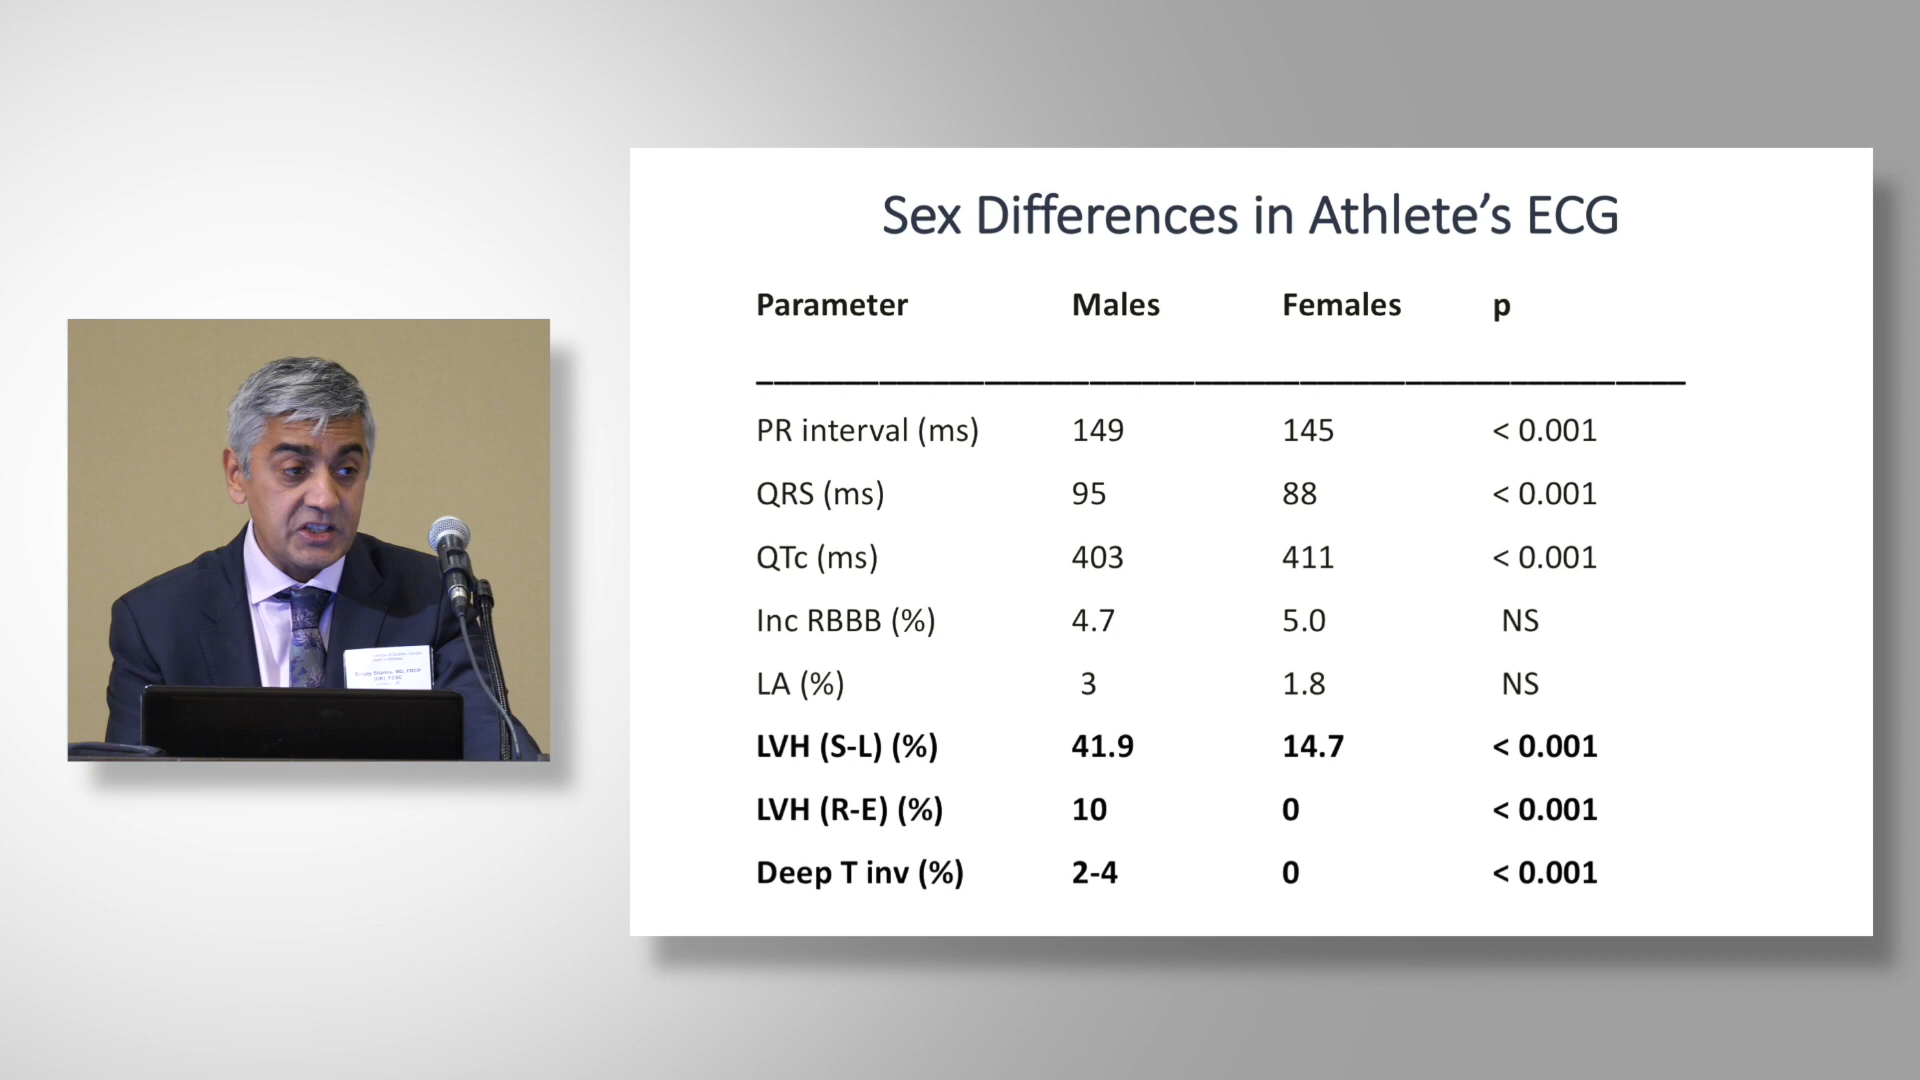 Sex Differences in Athlete's ECG
Parameter Males Females p
PR interval (ms) 149 145 < 0.001
QRS (ms) 95 88 < 0.001
QTc (ms) 403 411 < 0.001
Inc RBBB (%) 4.7 5.0 NS
LA (%) 3 1.8 NS
LVH (S-L) (%) 41.9 14.7 < 0.001
LVH (R-E) (%) 10 0 < 0.001
Deep T inv (%) 2-4 0 < 0.001
Sharma, MD, FRCP